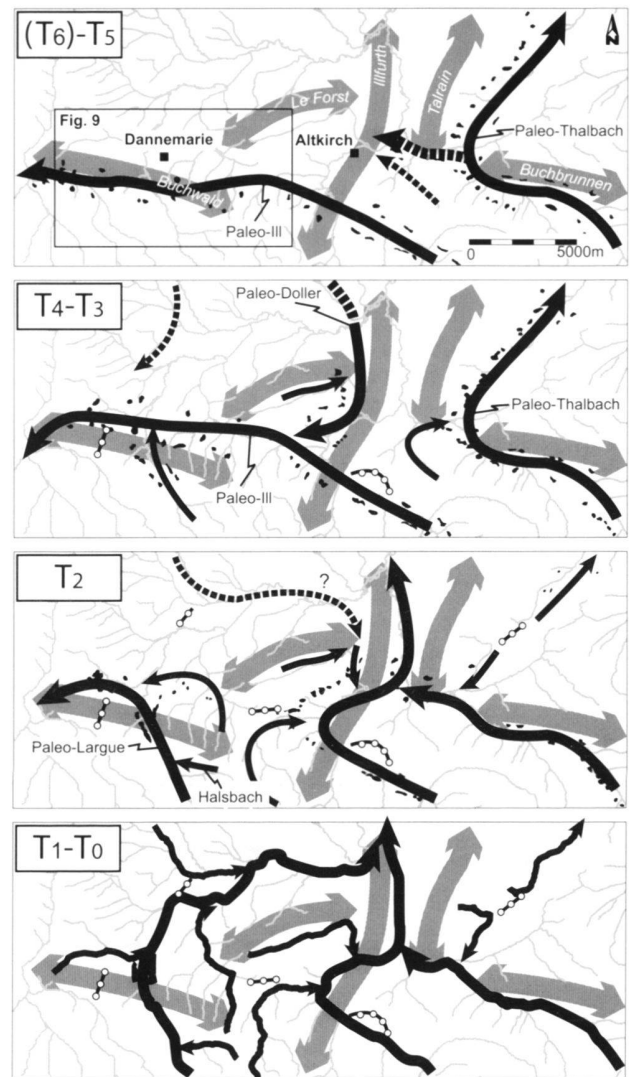 (T6)-T5
Le Forst
Illfurth
Talrain
Fig. 9
Dannemarie
Altkirch
Paleo-Thalbach
Buchwald
Buchbrunnen
Paleo-Ill
0 5000m
T4-T3
Paleo-Doller
Paleo-Thalbach
Paleo-Ill
T2
?
Paleo-Largue
Halsbach
T1-T0